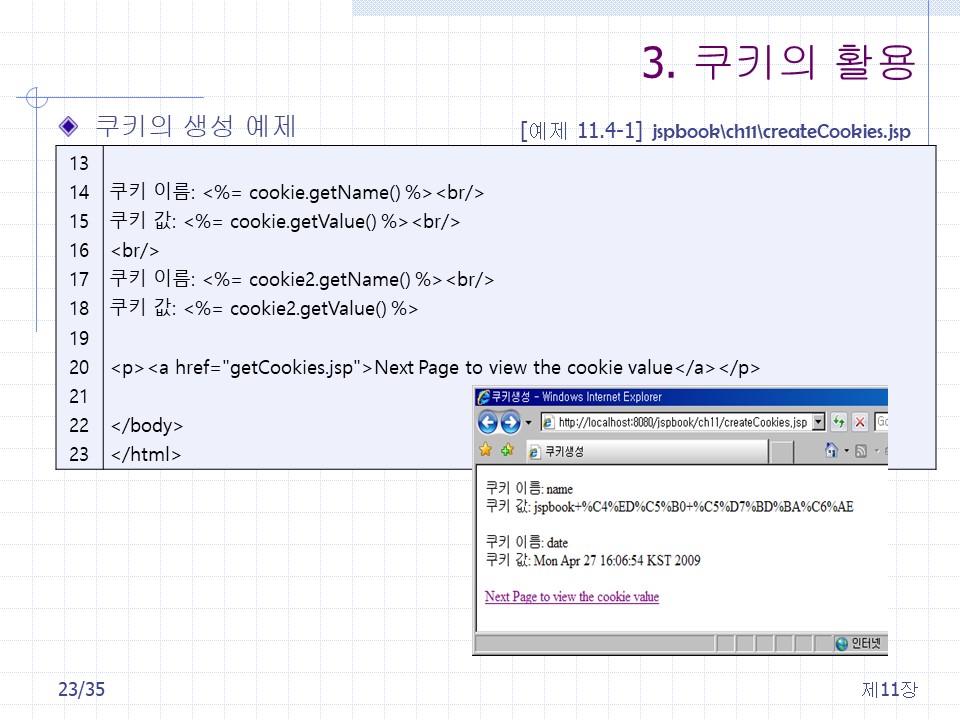 3. 쿠키의 활용
쿠키의 생성 예제
[예제 11.4-1] jspbook\ch11\createCookies.jsp
13
14 쿠키 이름: <%= cookie.getName() %><br/>
15 쿠키 값: <%= cookie.getValue() %><br/>
16 <br/>
17 쿠키 이름: <%= cookie2.getName() %><br/>
18 쿠키 값: <%= cookie2.getValue() %>
19
20 <p><a href="getCookies.jsp">Next Page to view the cookie value</a></p>
21
22 </body>
23 </html>
쿠키생성 - Windows Internet Explorer
http://localhost:8080/jspbook/ch11/createCookies.jsp
쿠키생성
쿠키 이름: name
쿠키 값: jspbook+%C4%ED%C5%B0+%C5%D7%BD%BA%C6%AE
쿠키 이름: date
쿠키 값: Mon Apr 27 16:06:54 KST 2009
Next Page to view the cookie value
인터넷
23/35
제11장